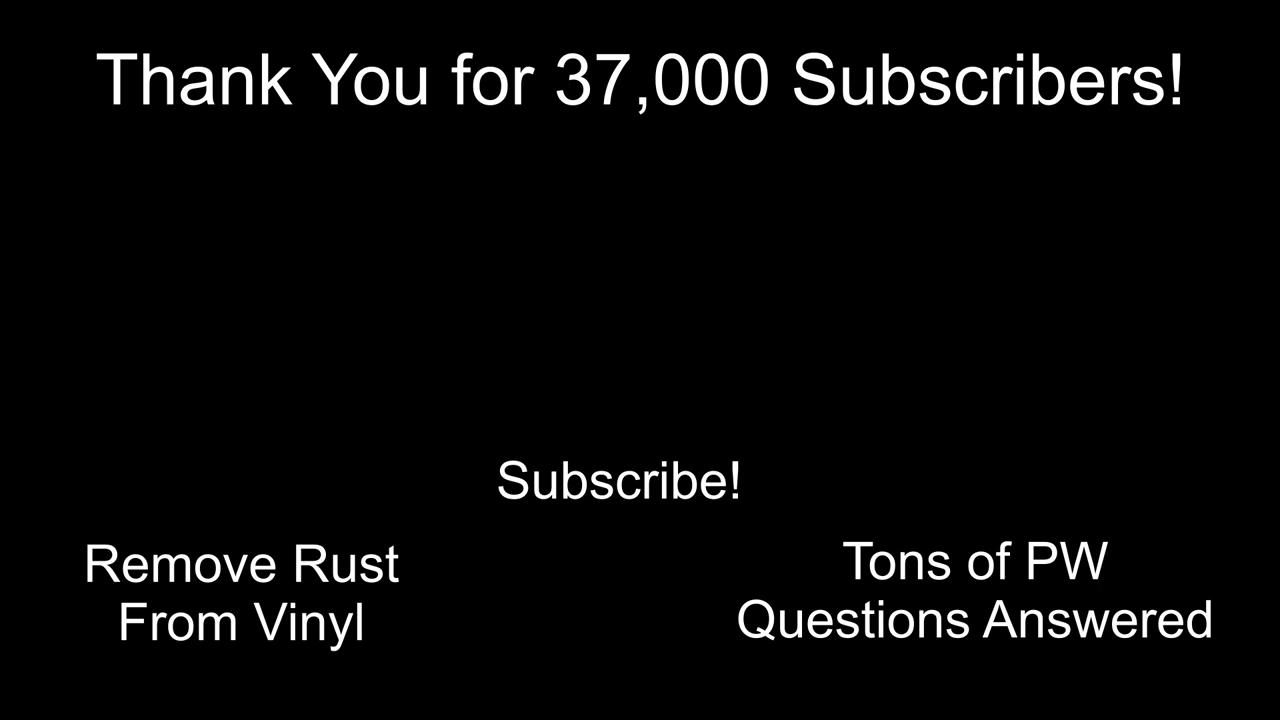 Thank You for 37,000 Subscribers!
Subscribe!
Remove Rust
From Vinyl
Tons of PW
Questions Answered